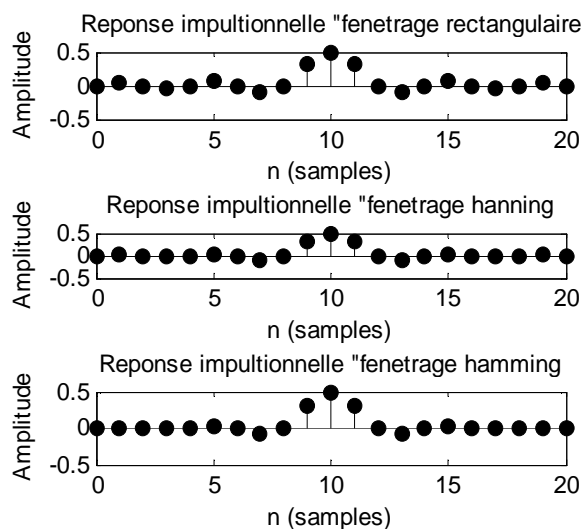 Reponse impultionnelle "fenetrage rectangulaire
Amplitude
0.5
0
-0.5
0 5 10 15 20
n (samples)
Reponse impultionnelle "fenetrage hanning
Amplitude
0.5
0
-0.5
0 5 10 15 20
n (samples)
Reponse impultionnelle "fenetrage hamming
Amplitude
0.5
0
-0.5
0 5 10 15 20
n (samples)